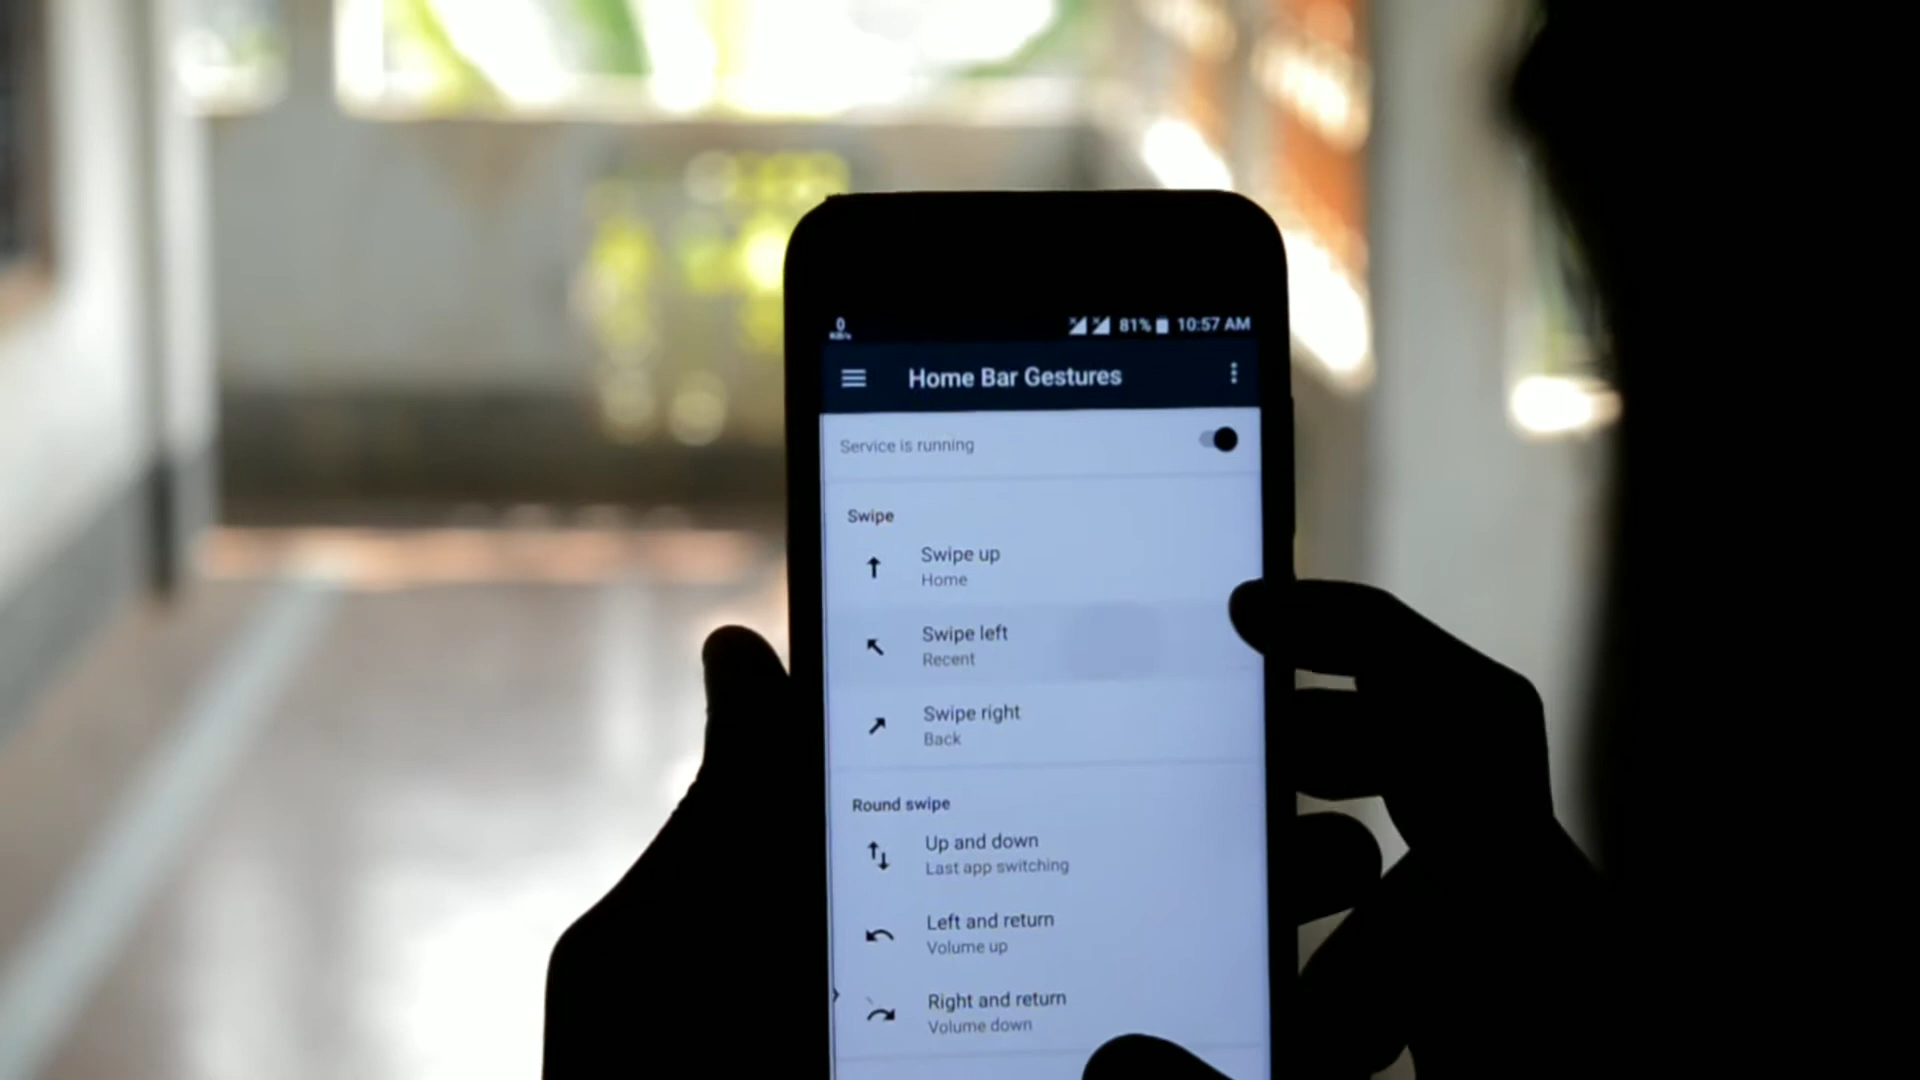 0
KB/s
81% 10:57 AM
Home Bar Gestures
Service is running
Swipe
Swipe up
Home
Swipe left
Recent
Swipe right
Back
Round swipe
Up and down
Last app switching
Left and return
Volume up
Right and return
Volume down